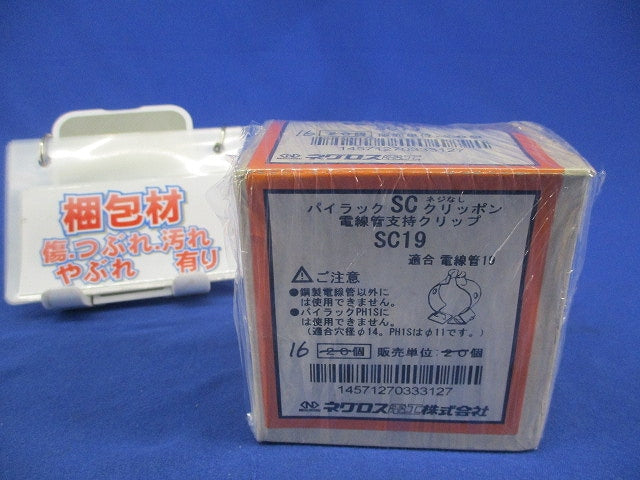 梱包材
傷.つぶれ.汚れ
やぶれ 有り
16 20個
14571270333127
ネグロス電工
パイラック SC ネジなし クリッポン
電線管支持クリップ
SC19
適合 電線管19
ご注意
●鋼製電線管以外に
は使用できません。
●パイラックPH1Sに
は使用できません。
(適合穴径φ14。PH1Sはφ11です。)
16 20個 販売単位:20個
14571270333127
ネグロス電工株式会社